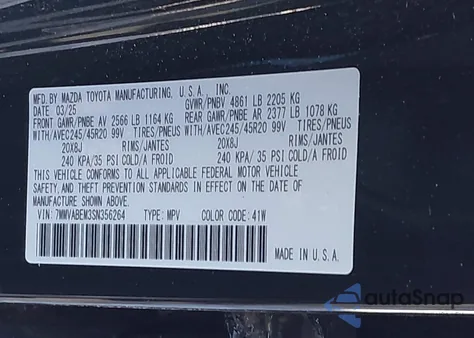 MFD. BY MAZDA TOYOTA MANUFACTURING, U.S.A., INC.
DATE 03/25 GVWR/PNBV 4861 LB 2205 KG
FRONT GAWR/PNBE AV 2566 LB 1164 KG REAR GAWR/PNBE AR 2377 LB 1078 KG
WITH/AVEC245/45R20 99V TIRES/PNEUS WITH/AVEC245/45R20 99V TIRES/PNEUS
20X8J RIMS/JANTES 20X8J RIMS/JANTES
240 KPA/ 35 PSI COLD/A FROID 240 KPA/ 35 PSI COLD/A FROID
THIS VEHICLE CONFORMS TO ALL APPLICABLE FEDERAL MOTOR VEHICLE
SAFETY, AND THEFT PREVENTION STANDARDS IN EFFECT ON THE DATE OF
MANUFACTURE SHOWN ABOVE.
VIN: 7MMVABEM3SN356264 TYPE: MPV COLOR CODE: 41W
MADE IN U.S.A.
autoSnap